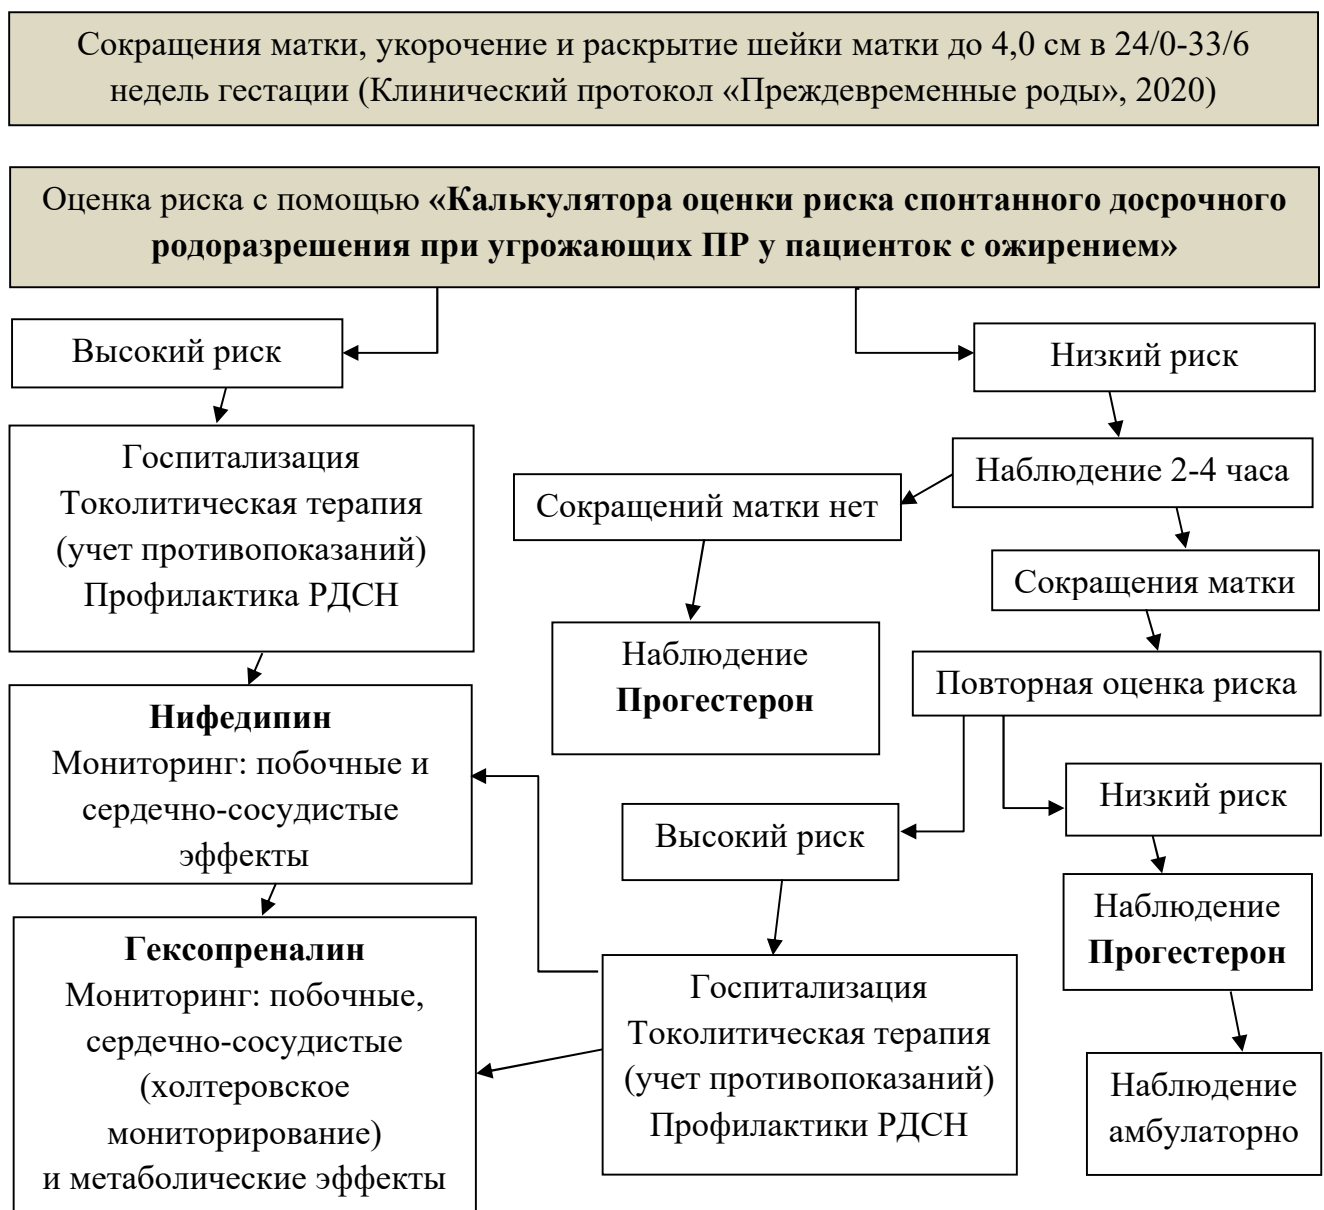 Сокращения матки, укорочение и раскрытие шейки матки до 4,0 см в 24/0-33/6
недель гестации (Клинический протокол «Преждевременные роды», 2020)
Оценка риска с помощью «Калькулятора оценки риска спонтанного досрочного
родоразрешения при угрожающих ПР у пациенток с ожирением»
Высокий риск
Госпитализация
Токолитическая терапия
(учет противопоказаний)
Профилактика РДСН
Нифедипин
Мониторинг: побочные и
сердечно-сосудистые
эффекты
Гексопреналин
Мониторинг: побочные,
сердечно-сосудистые
(холтеровское
мониторирование)
и метаболические эффекты
Низкий риск
Наблюдение 2-4 часа
Сокращений матки нет
Наблюдение
Прогестерон
Сокращения матки
Повторная оценка риска
Высокий риск
Госпитализация
Токолитическая терапия
(учет противопоказаний)
Профилактики РДСН
Низкий риск
Наблюдение
Прогестерон
Наблюдение
амбулаторно